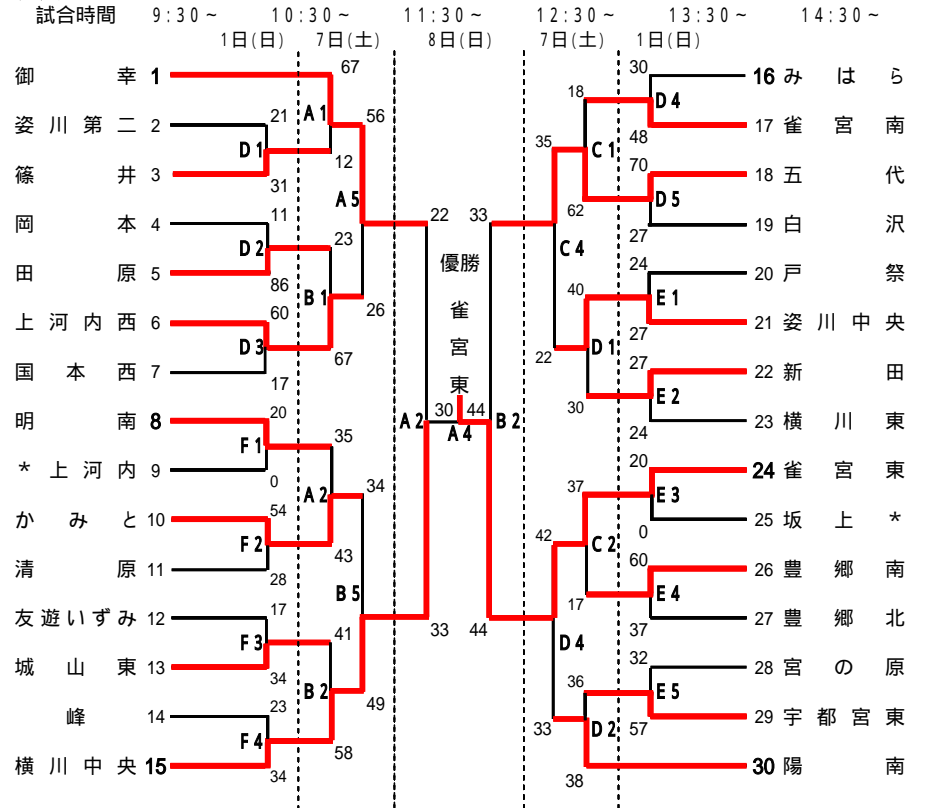 試合時間 9:30~ 10:30~ 11:30~ 12:30~ 13:30~ 14:30~
1日(日) 7日(土) 8日(日) 7日(土) 1日(日)
67 30
御幸 1 16 みはら
18
21 A1 56 D4
姿川第二 2 17 雀宮南
D1 35 C1 48
12 70
篠井 3 18 五代
31 A5
11 62 D5
岡本 4 22 33 19 白沢
D2 23 C4 27
優勝 24
田原 5 20 戸祭
86 B1 40 E1
60 26 雀
上河内西 6 21 姿川中央
D3 宮 22 D1 27
67 27
国本西 7 22 新田
17 東 30 E2
20 30 44
明南 8 A2 A4 B2 23 横川東
F1 35 24
20
*上河内 9 24 雀宮東
0 A2 34 37 E3
54
かみと 10 25 坂上*
F2 42 C2 0
43 60
清原 11 26 豊郷南
28 B5 17 E4
17
友遊いずみ 12 33 44 27 豊郷北
F3 41 D4 37
32
城山東 13 28 宮の原
34 B2 36 E5
23 49
峰 14 29 宇都宮東
F4 33 D2 57
58
横川中央 15 30 陽南
34 38